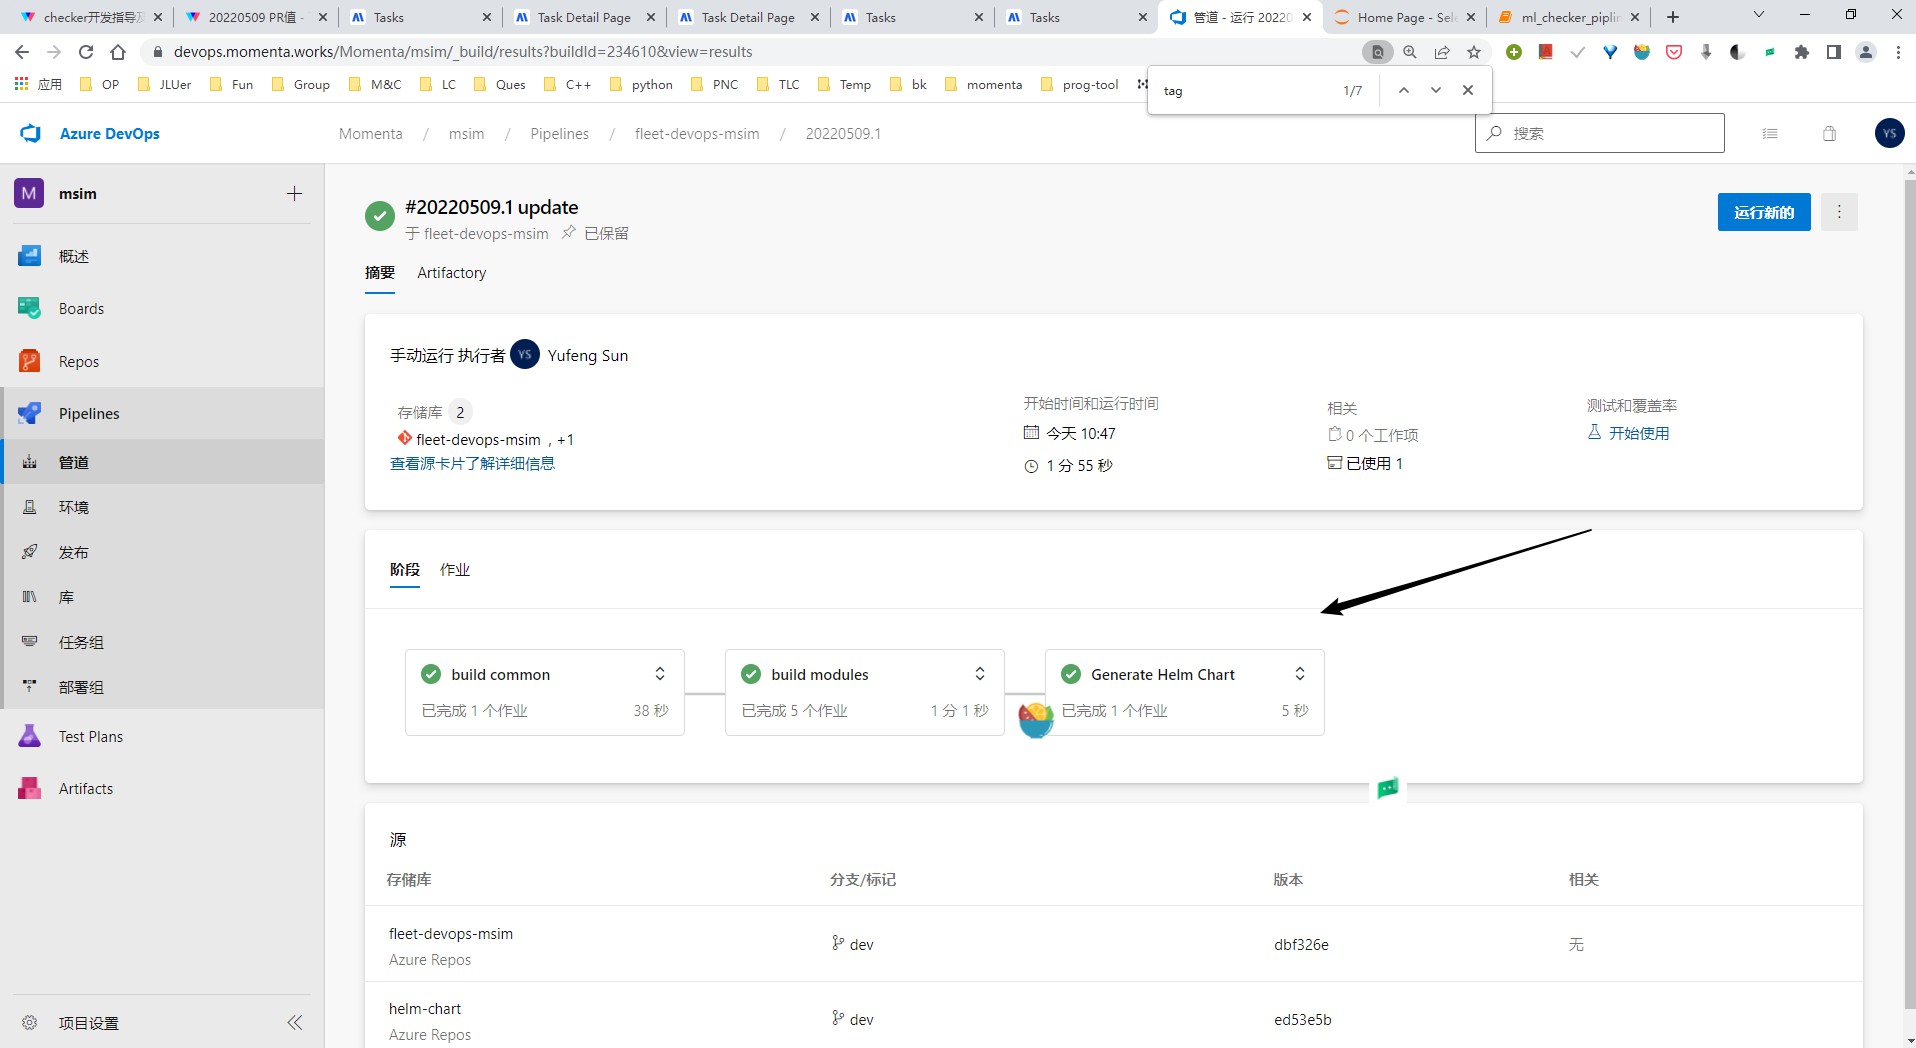 checker开发指导及
20220509 PR值 -
Tasks
Task Detail Page
Task Detail Page
Tasks
Tasks
管道 - 运行 20220
Home Page - Sele
ml_checker_piplin
devops.momenta.works/Momenta/msim/_build/results?buildId=234610&view=results
应用
OP
JLUer
Fun
Group
M&C
LC
Ques
C++
python
PNC
TLC
Temp
bk
momenta
prog-tool
tag
1/7
Azure DevOps
Momenta / msim / Pipelines / fleet-devops-msim / 20220509.1
搜索
YS
M msim
概述
Boards
Repos
Pipelines
管道
环境
发布
库
任务组
部署组
Test Plans
Artifacts
项目设置
#20220509.1 update
于 fleet-devops-msim 已保留
运行新的
摘要 Artifactory
手动运行 执行者 YS Yufeng Sun
存储库 2
fleet-devops-msim , +1
查看源卡片了解详细信息
开始时间和运行时间
今天 10:47
1 分 55 秒
相关
0 个工作项
已使用 1
测试和覆盖率
开始使用
阶段 作业
build common
已完成 1 个作业 38 秒
build modules
已完成 5 个作业 1 分 1 秒
Generate Helm Chart
已完成 1 个作业 5 秒
源
存储库 分支/标记 版本 相关
fleet-devops-msim
Azure Repos
dev
dbf326e
无
helm-chart
Azure Repos
dev
ed53e5b